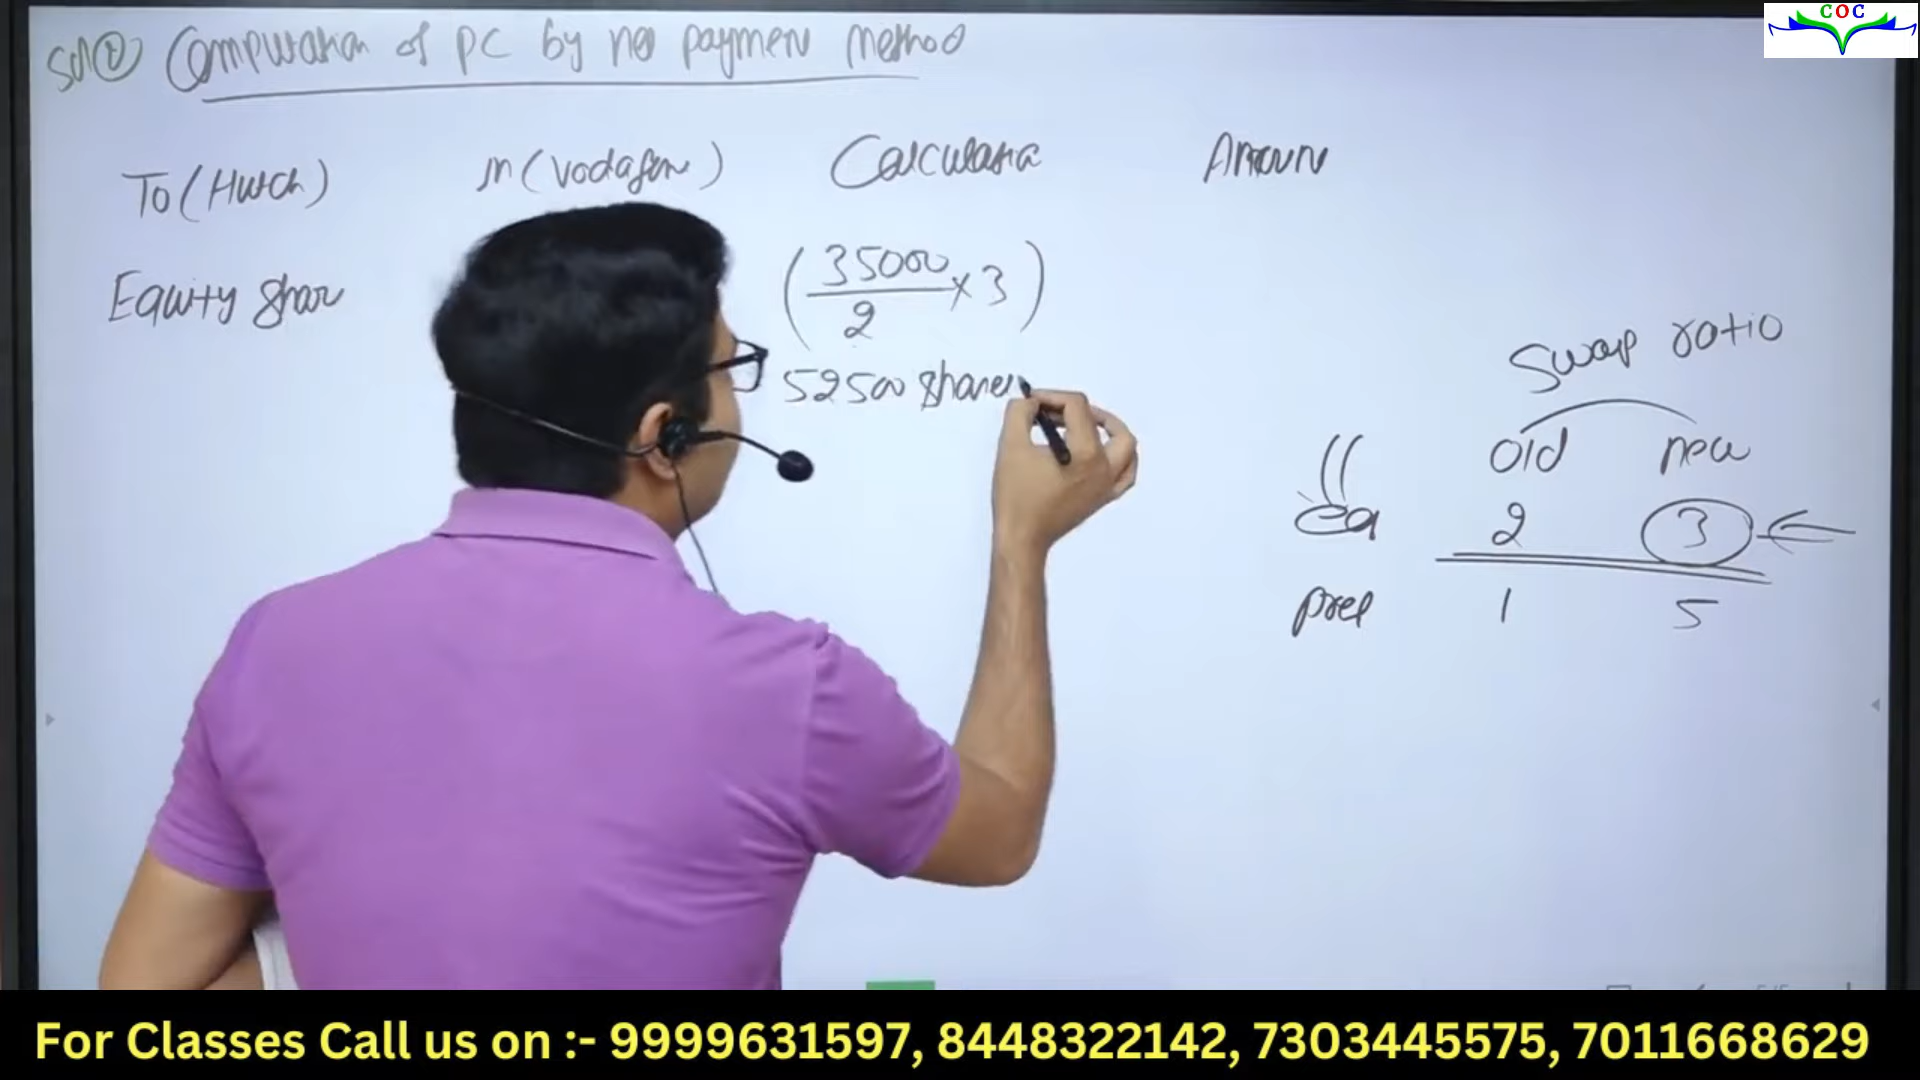 Sol② Computation of PC by net payment method
To (Hutch) In (Vodafone) Calculation Amount
Equity Share (35000/2 × 3)
52500 shares
Swap ratio
old new
eq 2 3
pref 1 5
COC
For Classes Call us on :- 9999631597, 8448322142, 7303445575, 7011668629